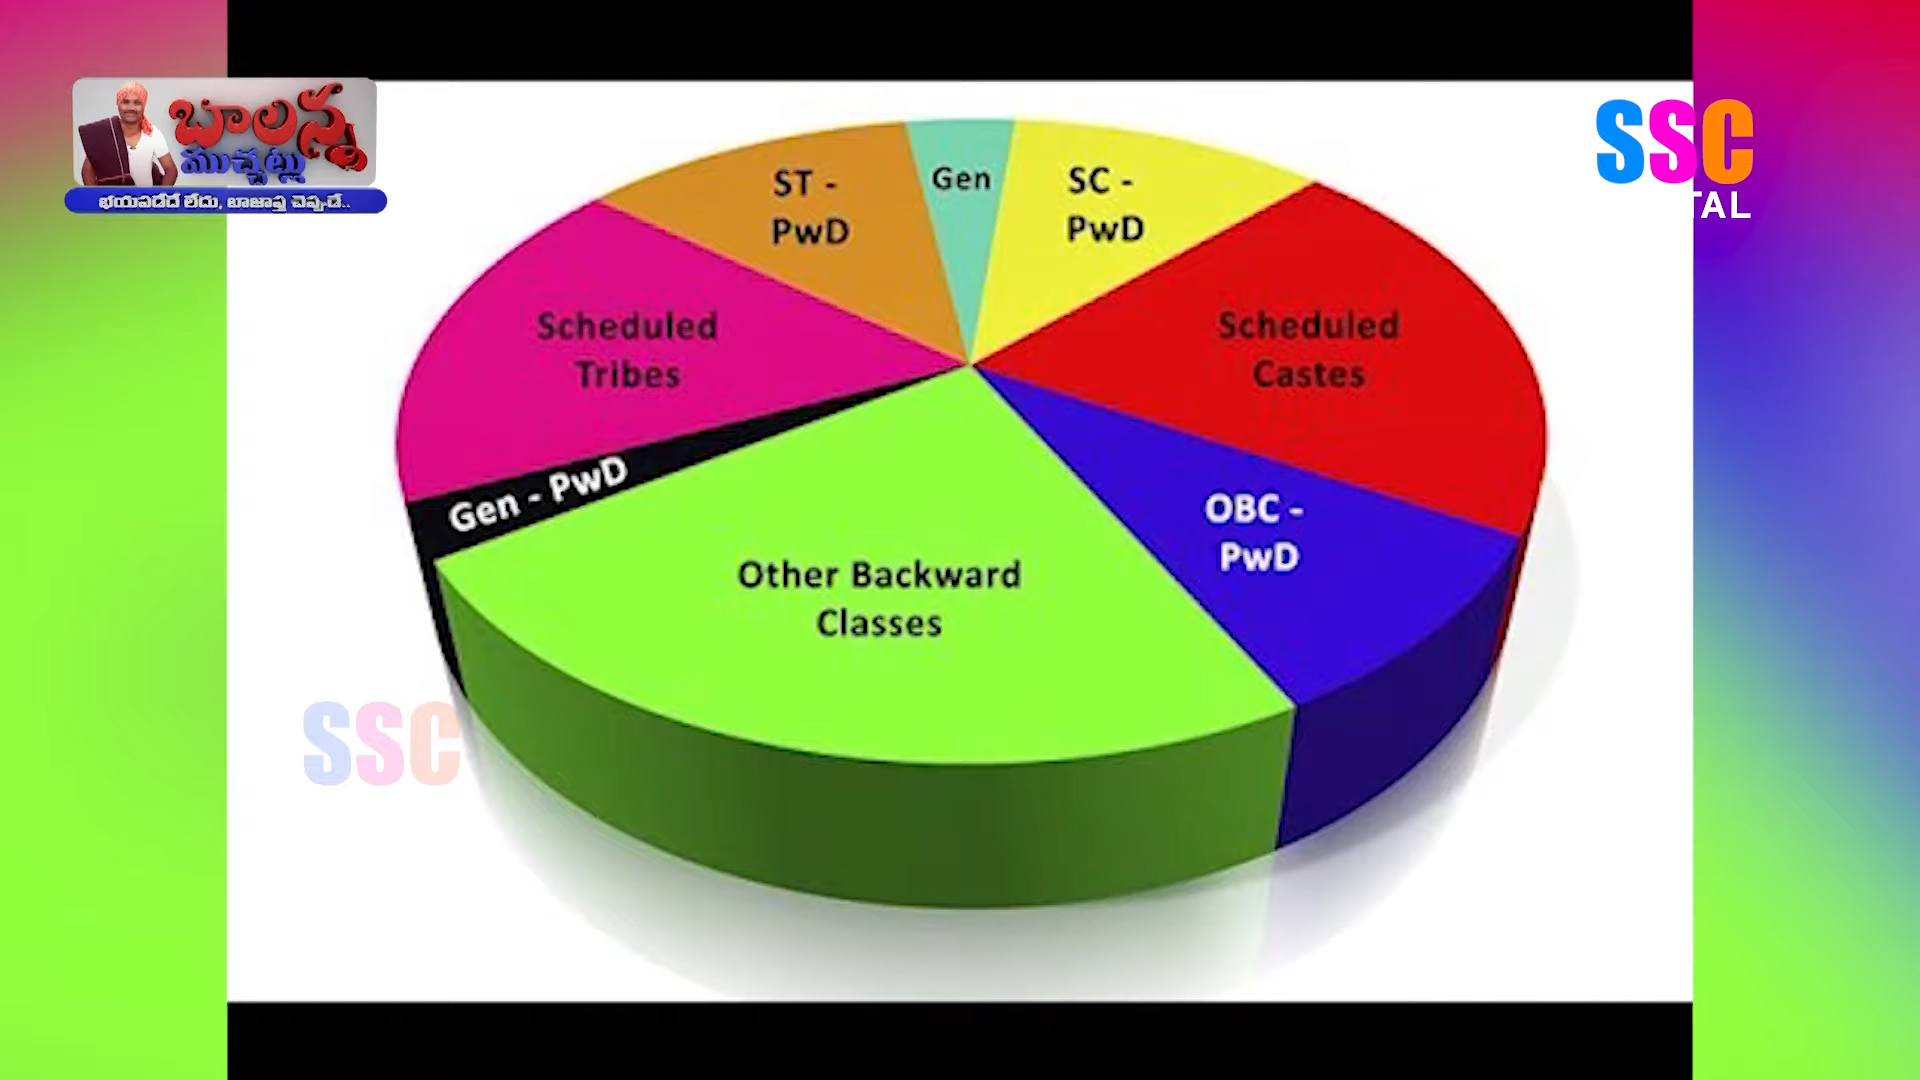 బాలన్న
ముచ్చట్లు
భయపడేదే లేదు, బాజాప్త చెప్పుడే..
SSC
TAL
ST -
PwD
Gen
SC -
PwD
Scheduled
Tribes
Scheduled
Castes
Gen - PwD
OBC -
PwD
Other Backward
Classes
SSC